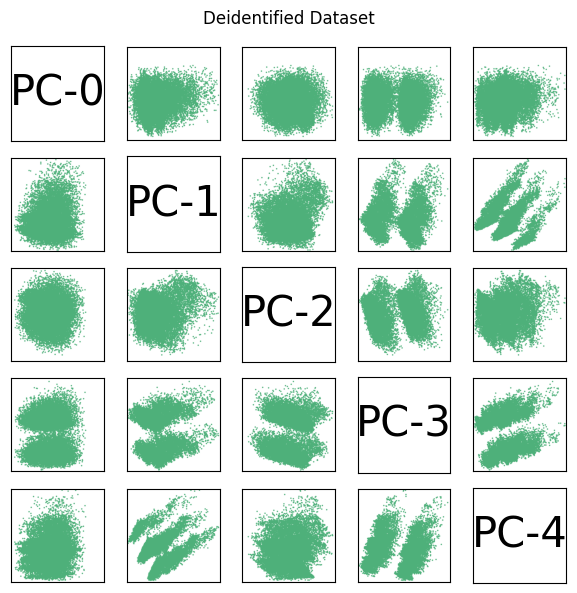 Deidentified Dataset
PC-0
PC-1
PC-2
PC-3
PC-4